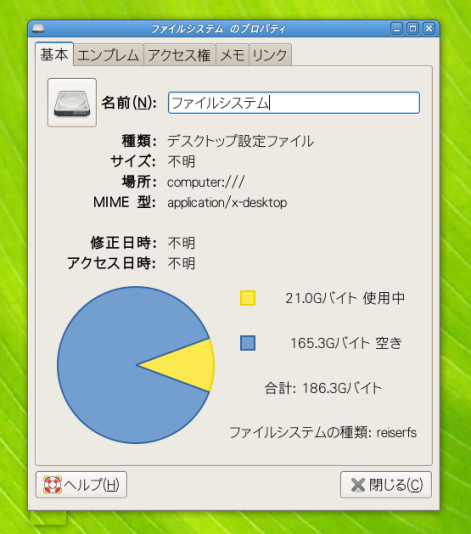 ファイルシステム のプロパティ
基本 エンブレム アクセス権 メモ リンク
名前(N): ファイルシステム
種類: デスクトップ設定ファイル
サイズ: 不明
場所: computer:///
MIME 型: application/x-desktop
修正日時: 不明
アクセス日時: 不明
21.0Gバイト 使用中
165.3Gバイト 空き
合計: 186.3Gバイト
ファイルシステムの種類: reiserfs
ヘルプ(H) 閉じる(C)